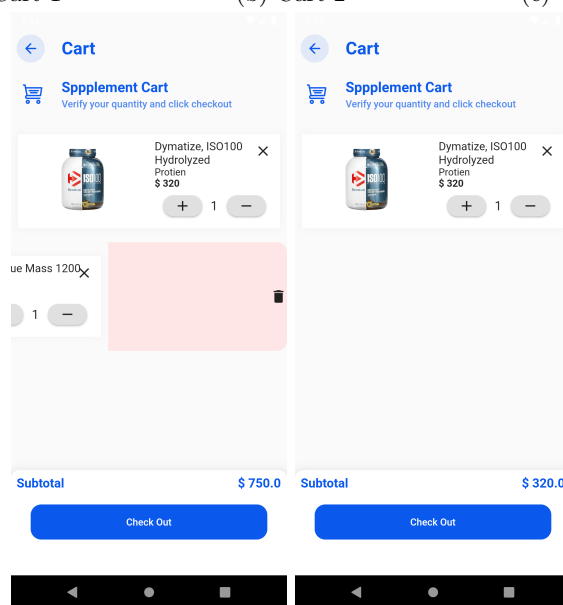 Cart
Sppplement Cart
Verify your quantity and click checkout
Dymatize, ISO100
Hydrolyzed
Protien
$ 320
+ 1 −
ue Mass 1200
1 −
Subtotal $ 750.0
Check Out
Cart
Sppplement Cart
Verify your quantity and click checkout
Dymatize, ISO100
Hydrolyzed
Protien
$ 320
+ 1 −
Subtotal $ 320.0
Check Out